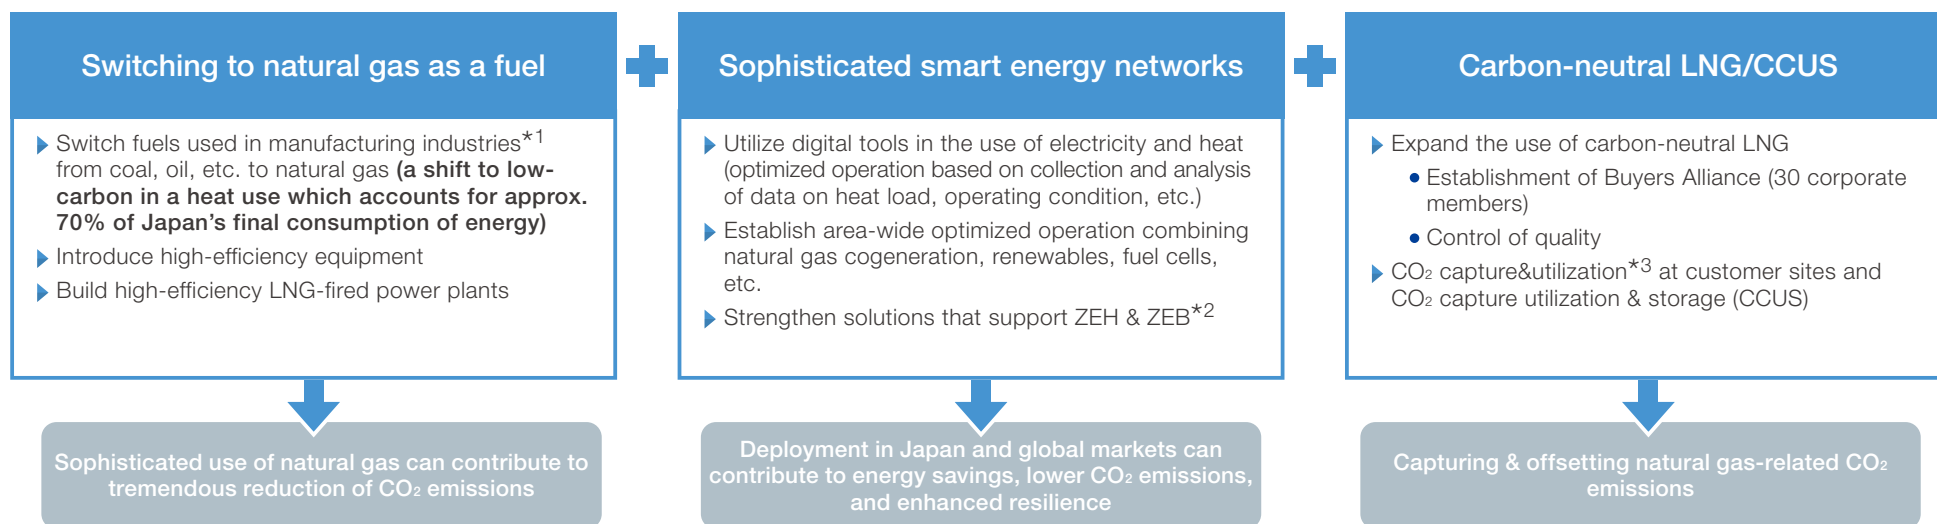 Switching to natural gas as a fuel
Switch fuels used in manufacturing industries*1
from coal, oil, etc. to natural gas (a shift to low-
carbon in a heat use which accounts for approx.
70% of Japan's final consumption of energy)
Introduce high-efficiency equipment
Build high-efficiency LNG-fired power plants
Sophisticated use of natural gas can contribute to
tremendous reduction of CO₂ emissions
Sophisticated smart energy networks
Utilize digital tools in the use of electricity and heat
(optimized operation based on collection and analysis
of data on heat load, operating condition, etc.)
Establish area-wide optimized operation combining
natural gas cogeneration, renewables, fuel cells,
etc.
Strengthen solutions that support ZEH & ZEB*2
Deployment in Japan and global markets can
contribute to energy savings, lower CO₂ emissions,
and enhanced resilience
Carbon-neutral LNG/CCUS
Expand the use of carbon-neutral LNG
• Establishment of Buyers Alliance (30 corporate
members)
• Control of quality
CO₂ capture&utilization*3 at customer sites and
CO₂ capture utilization & storage (CCUS)
Capturing & offsetting natural gas-related CO₂
emissions